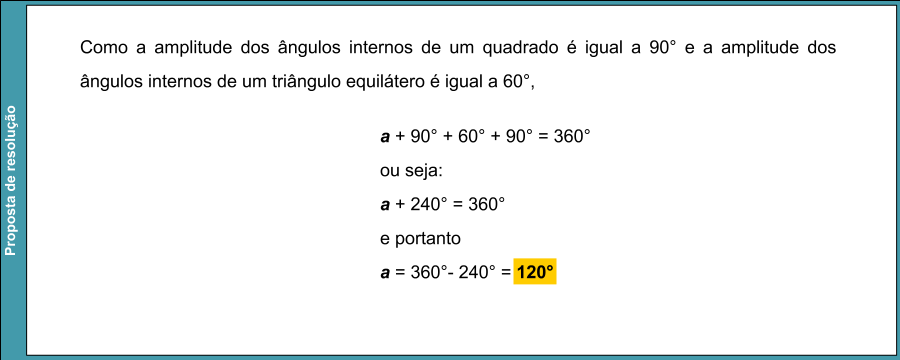 Proposta de resolução
Como a amplitude dos ângulos internos de um quadrado é igual a 90° e a amplitude dos
ângulos internos de um triângulo equilátero é igual a 60°,
a + 90° + 60° + 90° = 360°
ou seja:
a + 240° = 360°
e portanto
a = 360°- 240° = 120°